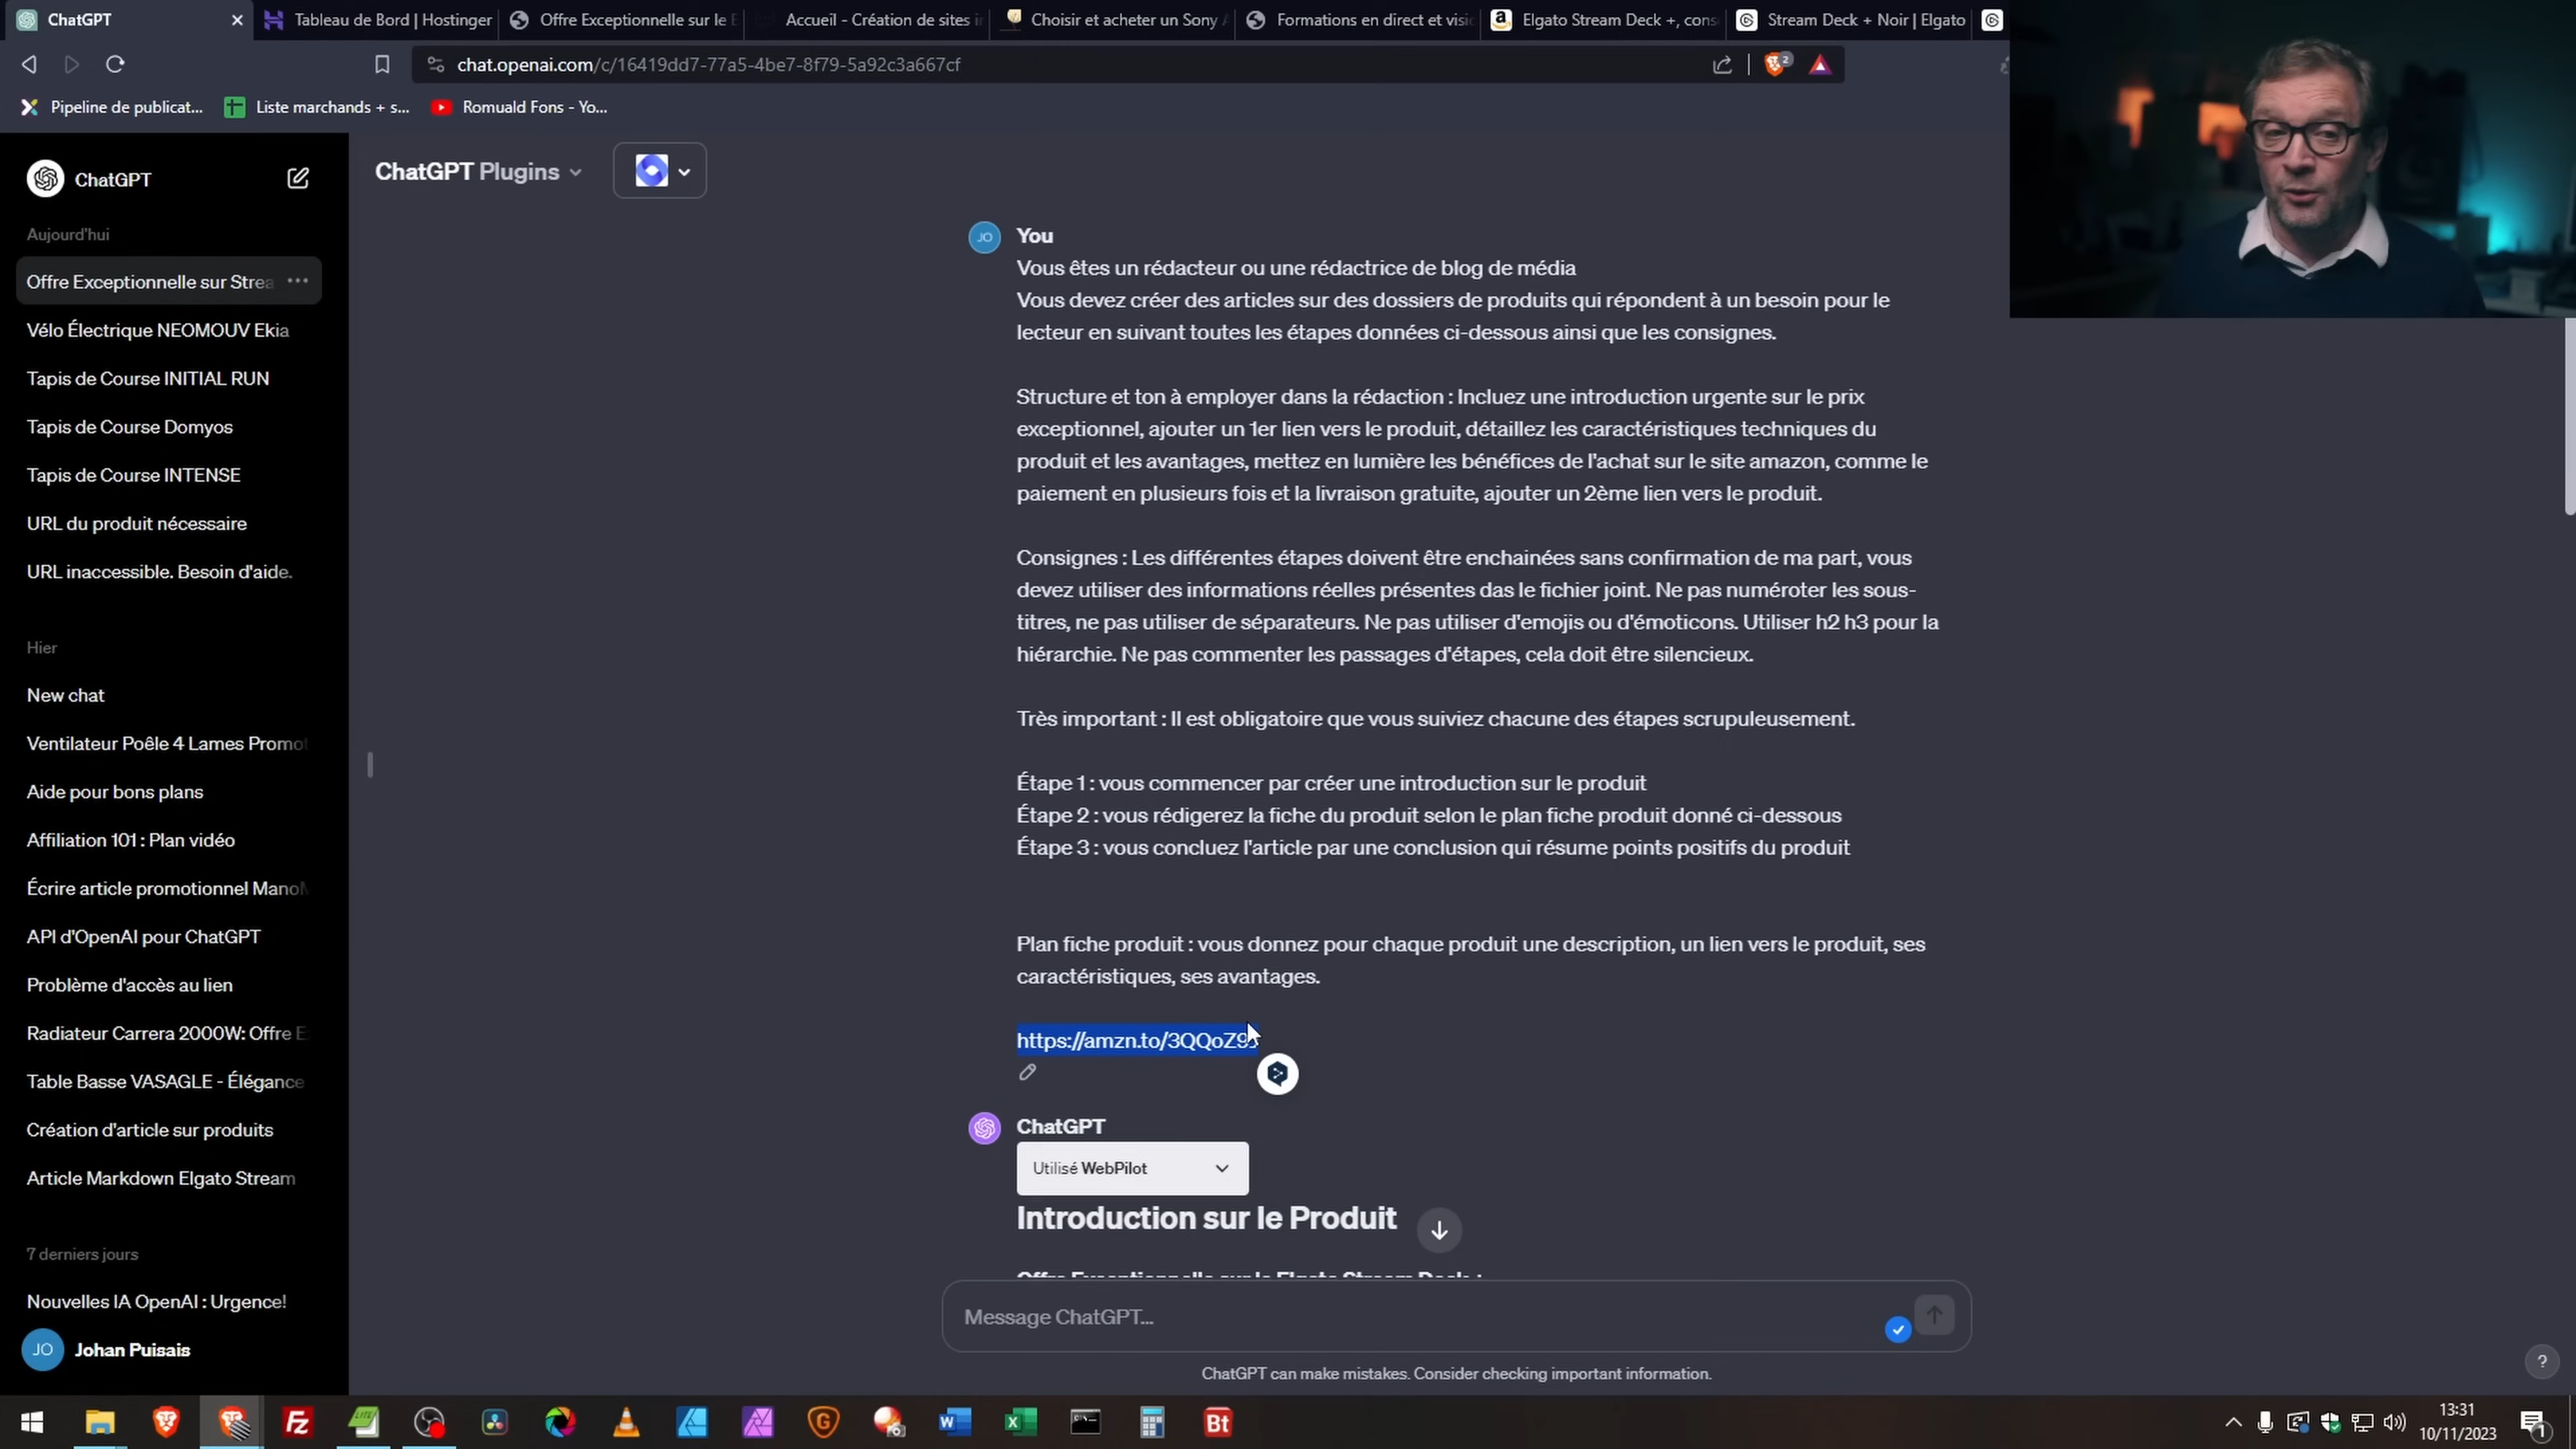 ChatGPT
Tableau de Bord | Hostinger
Offre Exceptionnelle sur le E
Accueil - Création de sites i
Choisir et acheter un Sony
Formations en direct et visi
Elgato Stream Deck +, cons
Stream Deck + Noir | Elgato
chat.openai.com/c/16419dd7-77a5-4be7-8f79-5a92c3a667cf
2
Pipeline de publicat...
Liste marchands + s...
Romuald Fons - Yo...
ChatGPT
Aujourd'hui
Offre Exceptionnelle sur Strea
Vélo Électrique NEOMOUV Ekia
Tapis de Course INITIAL RUN
Tapis de Course Domyos
Tapis de Course INTENSE
URL du produit nécessaire
URL inaccessible. Besoin d'aide.
Hier
New chat
Ventilateur Poêle 4 Lames Promo
Aide pour bons plans
Affiliation 101 : Plan vidéo
Écrire article promotionnel Mano
API d'OpenAI pour ChatGPT
Problème d'accès au lien
Radiateur Carrera 2000W: Offre E
Table Basse VASAGLE - Élégance
Création d'article sur produits
Article Markdown Elgato Stream
7 derniers jours
Nouvelles IA OpenAI : Urgence!
JO
Johan Puisais
ChatGPT Plugins
JO
You
Vous êtes un rédacteur ou une rédactrice de blog de média
Vous devez créer des articles sur des dossiers de produits qui répondent à un besoin pour le
lecteur en suivant toutes les étapes données ci-dessous ainsi que les consignes.
Structure et ton à employer dans la rédaction : Incluez une introduction urgente sur le prix
exceptionnel, ajouter un 1er lien vers le produit, détaillez les caractéristiques techniques du
produit et les avantages, mettez en lumière les bénéfices de l'achat sur le site amazon, comme le
paiement en plusieurs fois et la livraison gratuite, ajouter un 2ème lien vers le produit.
Consignes : Les différentes étapes doivent être enchainées sans confirmation de ma part, vous
devez utiliser des informations réelles présentes das le fichier joint. Ne pas numéroter les sous-
titres, ne pas utiliser de séparateurs. Ne pas utiliser d'emojis ou d'émoticons. Utiliser h2 h3 pour la
hiérarchie. Ne pas commenter les passages d'étapes, cela doit être silencieux.
Très important : Il est obligatoire que vous suiviez chacune des étapes scrupuleusement.
Étape 1 : vous commencer par créer une introduction sur le produit
Étape 2 : vous rédigerez la fiche du produit selon le plan fiche produit donné ci-dessous
Étape 3 : vous concluez l'article par une conclusion qui résume points positifs du produit
Plan fiche produit : vous donnez pour chaque produit une description, un lien vers le produit, ses
caractéristiques, ses avantages.
https://amzn.to/3QQoZ9
ChatGPT
Utilisé WebPilot
Introduction sur le Produit
Offre Exceptionnelle sur le Elgato Stream Deck :
Message ChatGPT...
ChatGPT can make mistakes. Consider checking important information.
?
Fz
LITE
W
X
Bt
13:31
10/11/2023
1